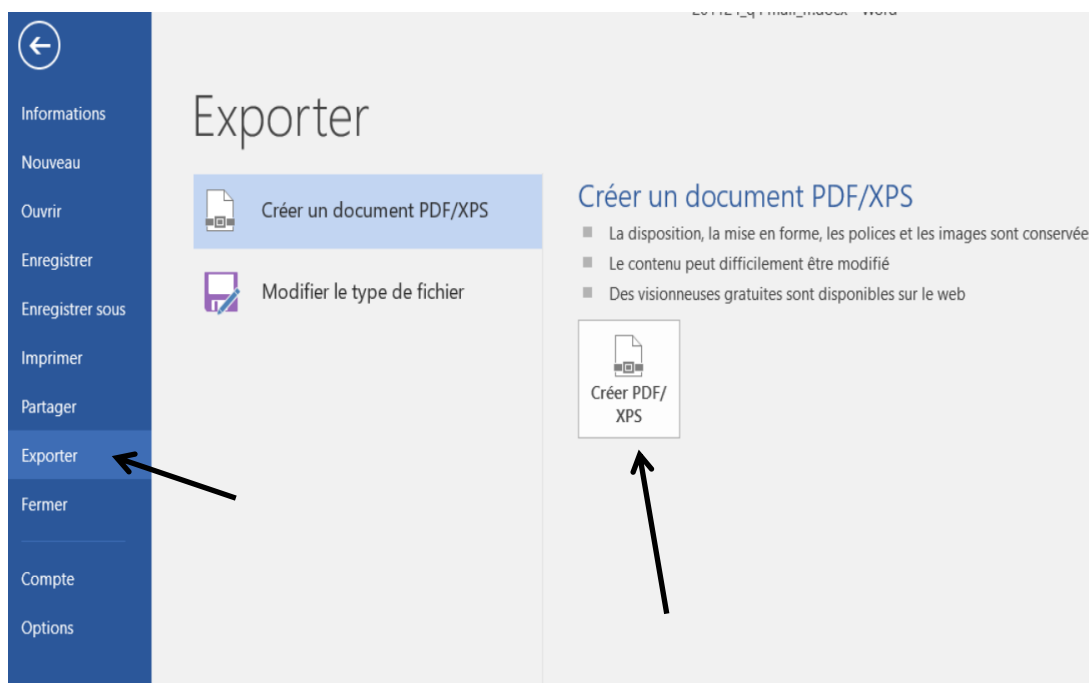 Word
Informations
Nouveau
Ouvrir
Enregistrer
Enregistrer sous
Imprimer
Partager
Exporter
Fermer
Compte
Options
Exporter
Créer un document PDF/XPS
Modifier le type de fichier
Créer un document PDF/XPS
La disposition, la mise en forme, les polices et les images sont conservée
Le contenu peut difficilement être modifié
Des visionneuses gratuites sont disponibles sur le web
Créer PDF/
XPS